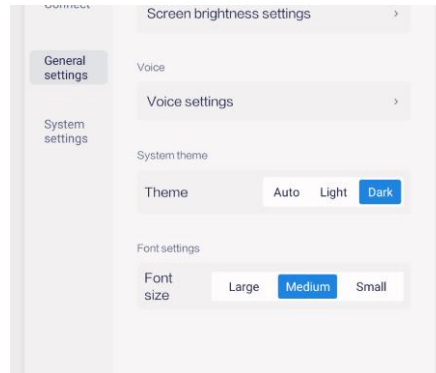 Connect
Screen brightness settings
General
settings
Voice
Voice settings
System
settings
System theme
Theme
Auto
Light
Dark
Font settings
Font
size
Large
Medium
Small